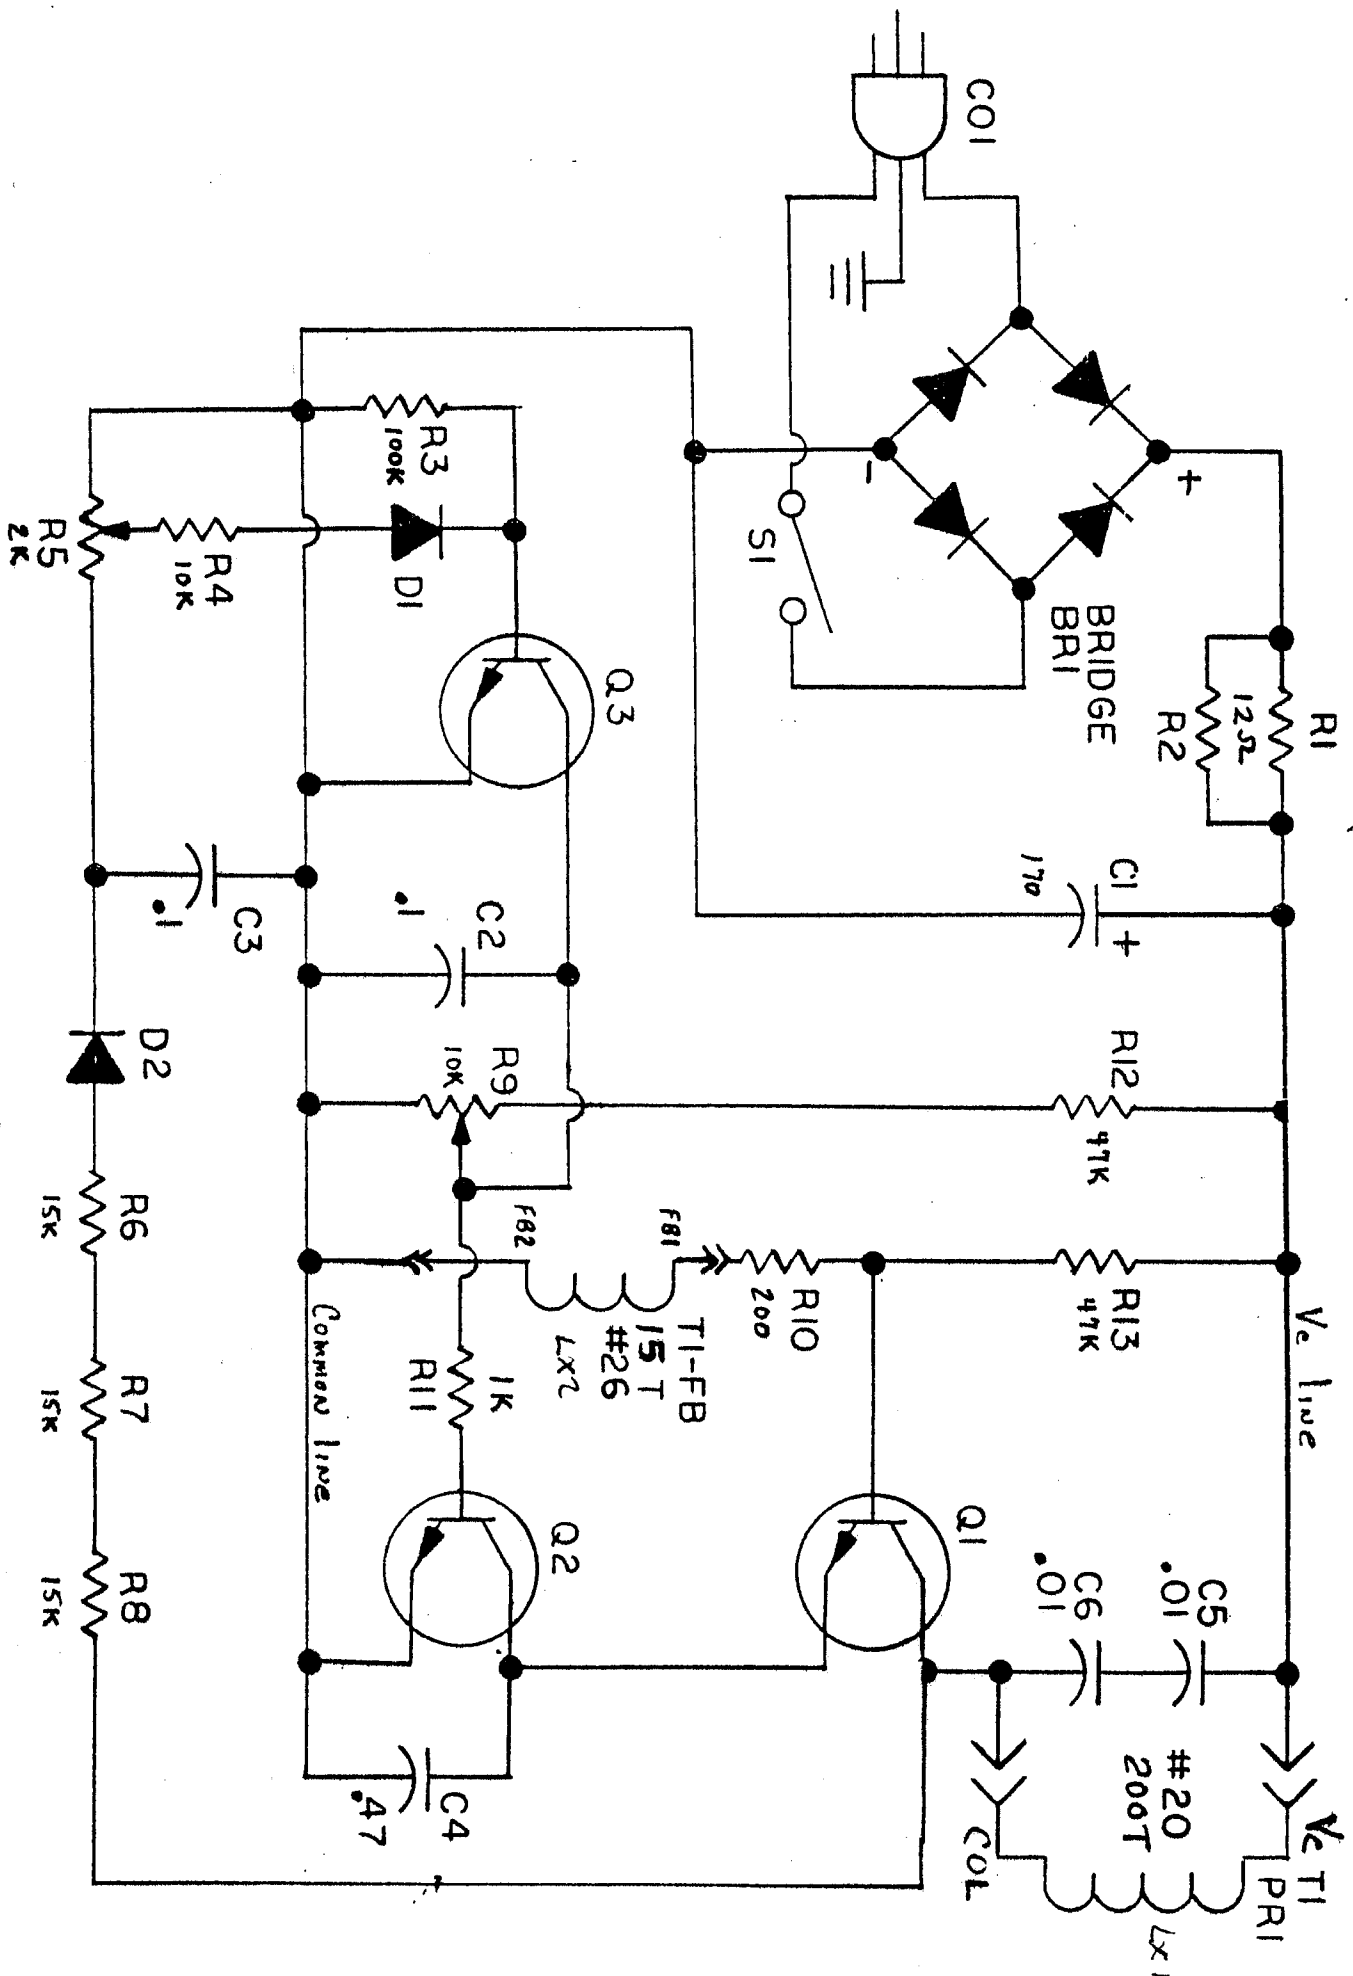 CO1
+
-
S1
BRIDGE
BR1
R1
12Ω
R2
C1
+
170
R12
47K
R13
47K
Ve line
C5
.01
C6
.01
#20
200T
Vc T1
PRI
COL
R3
100K
D1
R4
10K
R5
2K
Q3
C3
.1
C2
.1
R9
10K
FB2
FB1
R10
200
T1-FB
15T
#26
LX2
1K
R11
Common line
Q1
Q2
C4
.47
D2
R6
15K
R7
15K
R8
15K